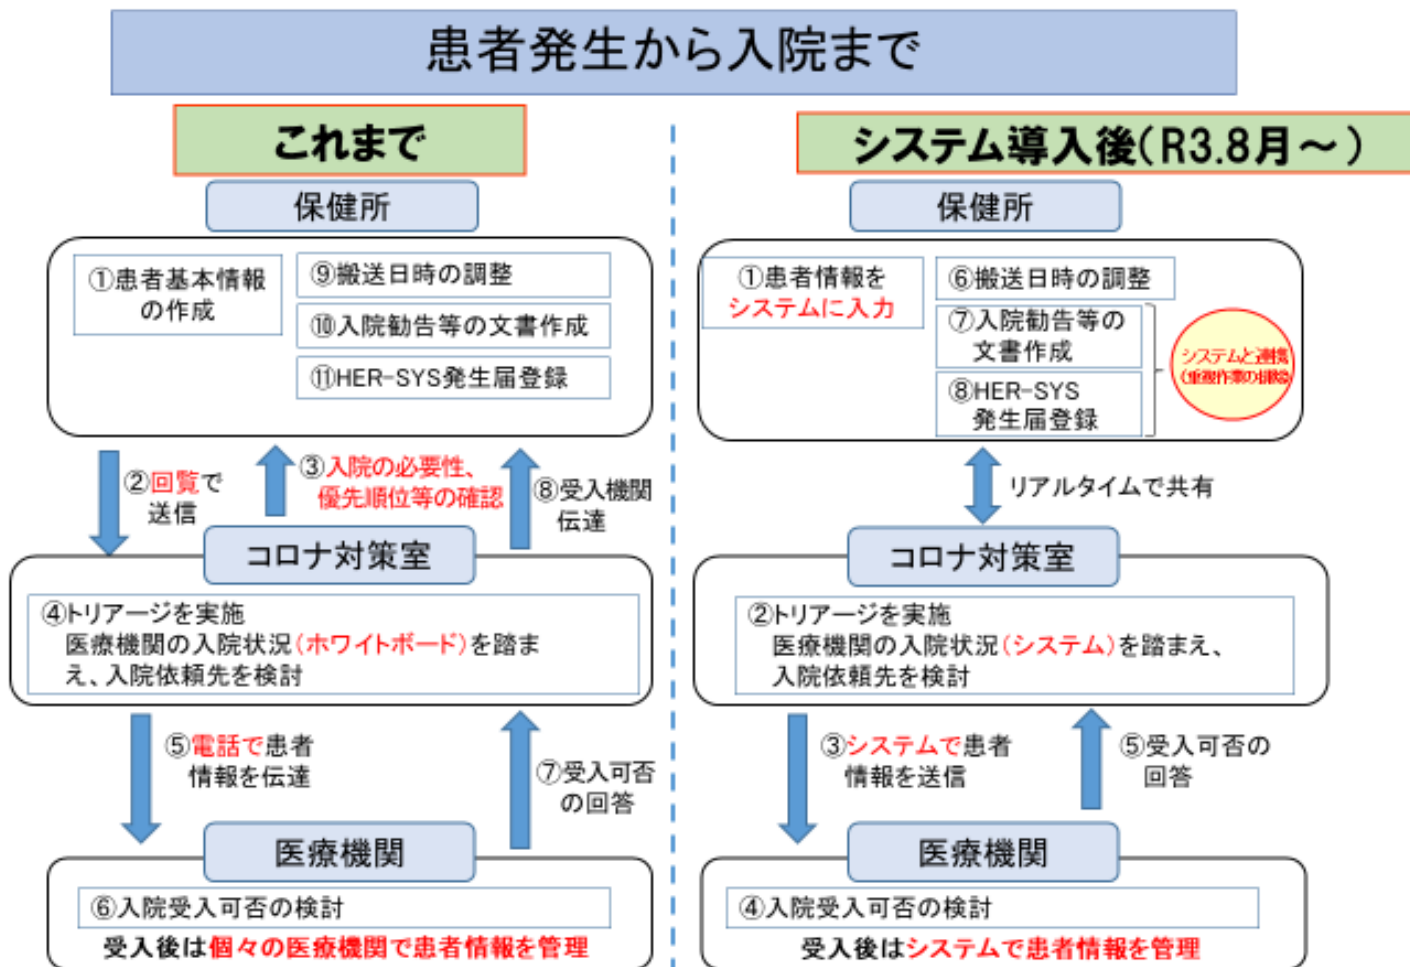 患者発生から入院まで
これまで
保健所
①患者基本情報
の作成
⑨搬送日時の調整
⑩入院勧告等の文書作成
⑪HER-SYS発生届登録
②回覧で
送信
③入院の必要性、
優先順位等の確認
⑧受入機関
伝達
コロナ対策室
④トリアージを実施
医療機関の入院状況(ホワイトボード)を踏ま
え、入院依頼先を検討
⑤電話で患者
情報を伝達
⑦受入可否
の回答
医療機関
⑥入院受入可否の検討
受入後は個々の医療機関で患者情報を管理
システム導入後(R3.8月～)
保健所
①患者情報を
システムに入力
⑥搬送日時の調整
⑦入院勧告等の
文書作成
⑧HER-SYS
発生届登録
システムと連携
(重複作業の排除)
リアルタイムで共有
コロナ対策室
②トリアージを実施
医療機関の入院状況(システム)を踏まえ、
入院依頼先を検討
③システムで患者
情報を送信
⑤受入可否の
回答
医療機関
④入院受入可否の検討
受入後はシステムで患者情報を管理